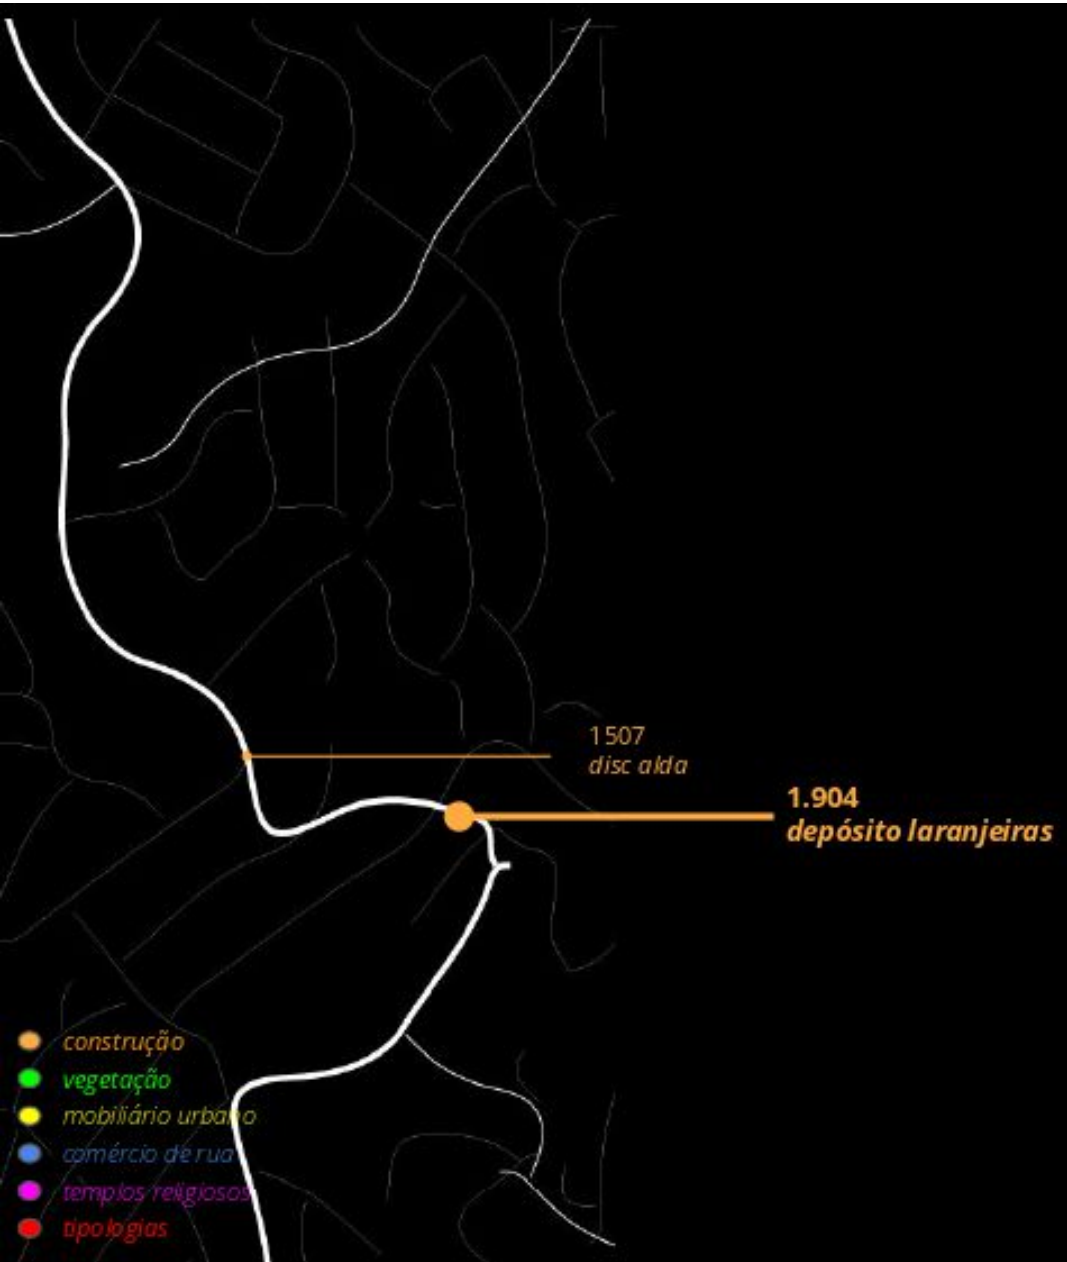 1507
disc alda
1.904
depósito laranjeiras
construção
vegetação
mobiliário urbano
comércio de rua
templos religiosos
tipologias